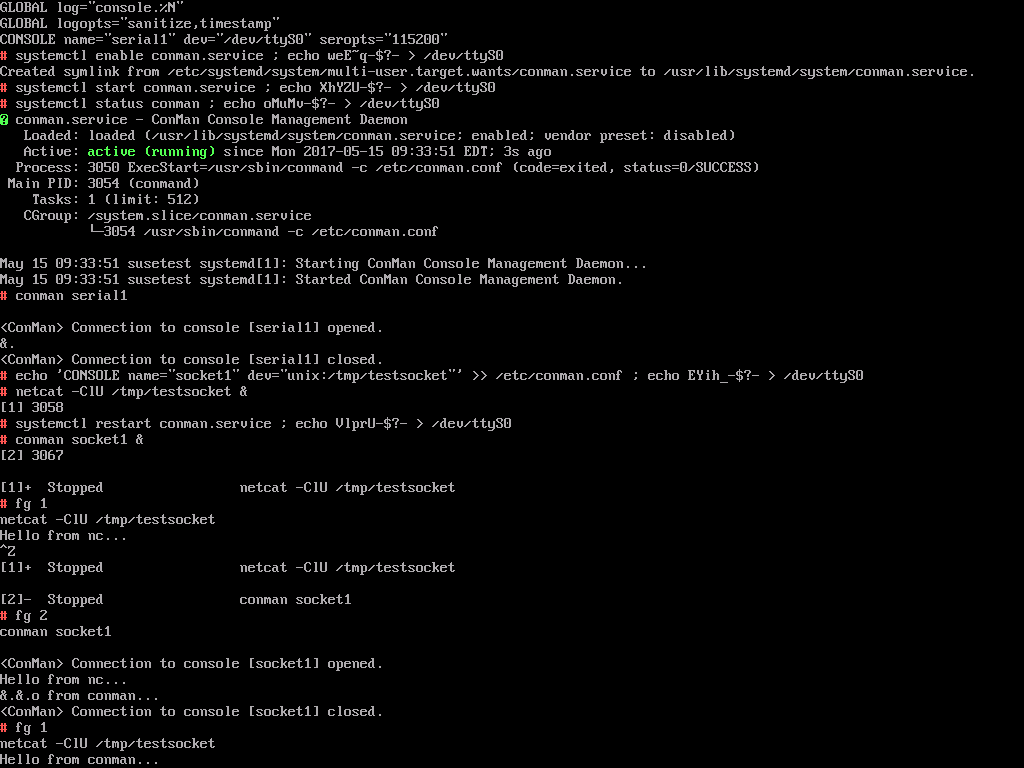 GLOBAL log="console.%N"
GLOBAL logopts="sanitize,timestamp"
CONSOLE name="serial1" dev="/dev/ttyS0" seropts="115200"
# systemctl enable conman.service ; echo weE~q-$?- > /dev/ttyS0
Created symlink from /etc/systemd/system/multi-user.target.wants/conman.service to /usr/lib/systemd/system/conman.service.
# systemctl start conman.service ; echo XhYZU-$?- > /dev/ttyS0
# systemctl status conman ; echo oMuMv-$?- > /dev/ttyS0
? conman.service - ConMan Console Management Daemon
   Loaded: loaded (/usr/lib/systemd/system/conman.service; enabled; vendor preset: disabled)
   Active: active (running) since Mon 2017-05-15 09:33:51 EDT; 3s ago
  Process: 3050 ExecStart=/usr/sbin/conmand -c /etc/conman.conf (code=exited, status=0/SUCCESS)
 Main PID: 3054 (conmand)
    Tasks: 1 (limit: 512)
   CGroup: /system.slice/conman.service
           └─3054 /usr/sbin/conmand -c /etc/conman.conf
May 15 09:33:51 susetest systemd[1]: Starting ConMan Console Management Daemon...
May 15 09:33:51 susetest systemd[1]: Started ConMan Console Management Daemon.
# conman serial1
<ConMan> Connection to console [serial1] opened.
&.
<ConMan> Connection to console [serial1] closed.
# echo 'CONSOLE name="socket1" dev="unix:/tmp/testsocket"' >> /etc/conman.conf ; echo EYih_-$?- > /dev/ttyS0
# netcat -ClU /tmp/testsocket &
[1] 3058
# systemctl restart conman.service ; echo VlprU-$?- > /dev/ttyS0
# conman socket1 &
[2] 3067
[1]+  Stopped                 netcat -ClU /tmp/testsocket
# fg 1
netcat -ClU /tmp/testsocket
Hello from nc...
^Z
[1]+  Stopped                 netcat -ClU /tmp/testsocket
[2]-  Stopped                 conman socket1
# fg 2
conman socket1
<ConMan> Connection to console [socket1] opened.
Hello from nc...
&.&.o from conman...
<ConMan> Connection to console [socket1] closed.
# fg 1
netcat -ClU /tmp/testsocket
Hello from conman...